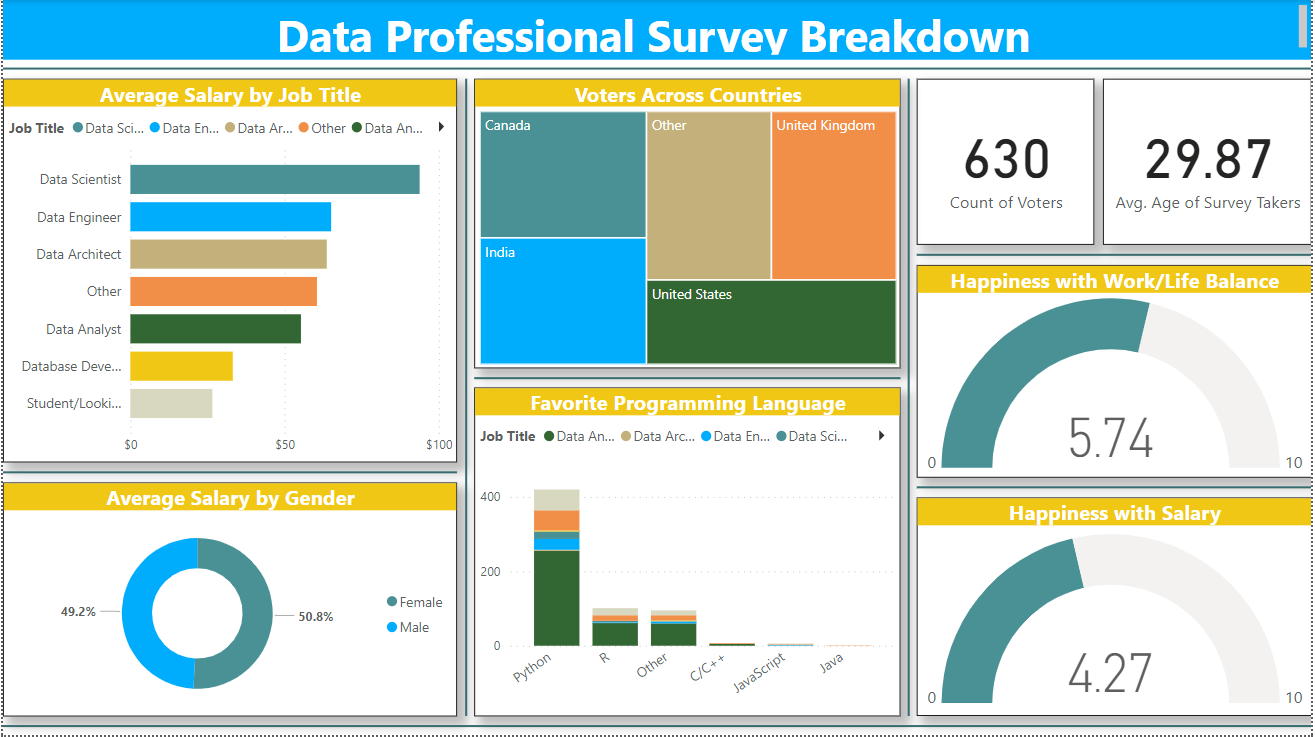 Data Professional Survey Breakdown
Average Salary by Job Title
Job Title Data Sci... Data En... Data Ar... Other Data An...
Data Scientist
Data Engineer
Data Architect
Other
Data Analyst
Database Deve...
Student/Looki...
$0 $50 $100
Average Salary by Gender
49.2%
50.8%
Female
Male
Voters Across Countries
Canada
Other
United Kingdom
India
United States
Favorite Programming Language
Job Title Data An... Data Arc... Data En... Data Sci...
400
200
0
Python R Other C/C++ JavaScript Java
630
Count of Voters
29.87
Avg. Age of Survey Takers
Happiness with Work/Life Balance
5.74
0 10
Happiness with Salary
4.27
0 10